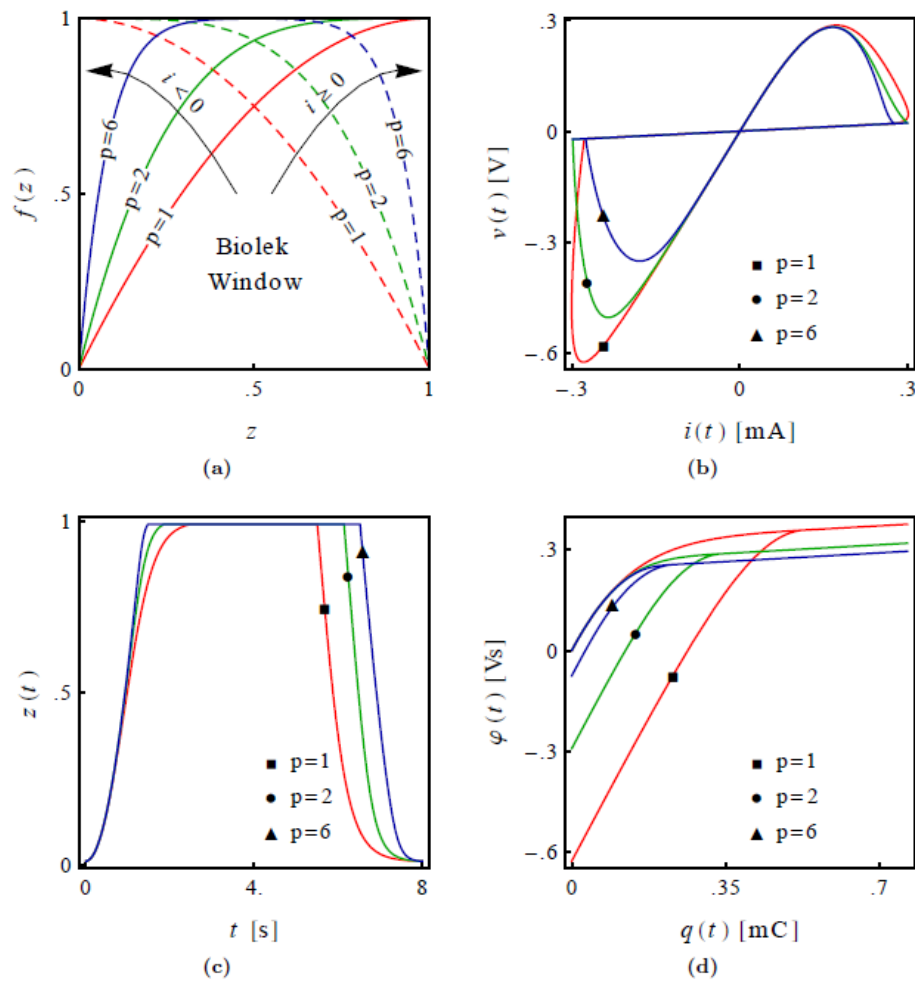 1
.5
0
0
.5
1
f(z)
z
i < 0
i ≥ 0
p=6
p=2
p=1
p=6
p=2
p=1
Biolek
Window
(a)
.3
0
−.3
−.6
−.3
0
.3
v(t) [V]
i(t) [mA]
p=1
p=2
p=6
(b)
1
.5
0
0
4.
8
z(t)
t [s]
p=1
p=2
p=6
(c)
.3
0
−.3
−.6
0
.35
.7
φ(t) [Vs]
q(t) [mC]
p=1
p=2
p=6
(d)